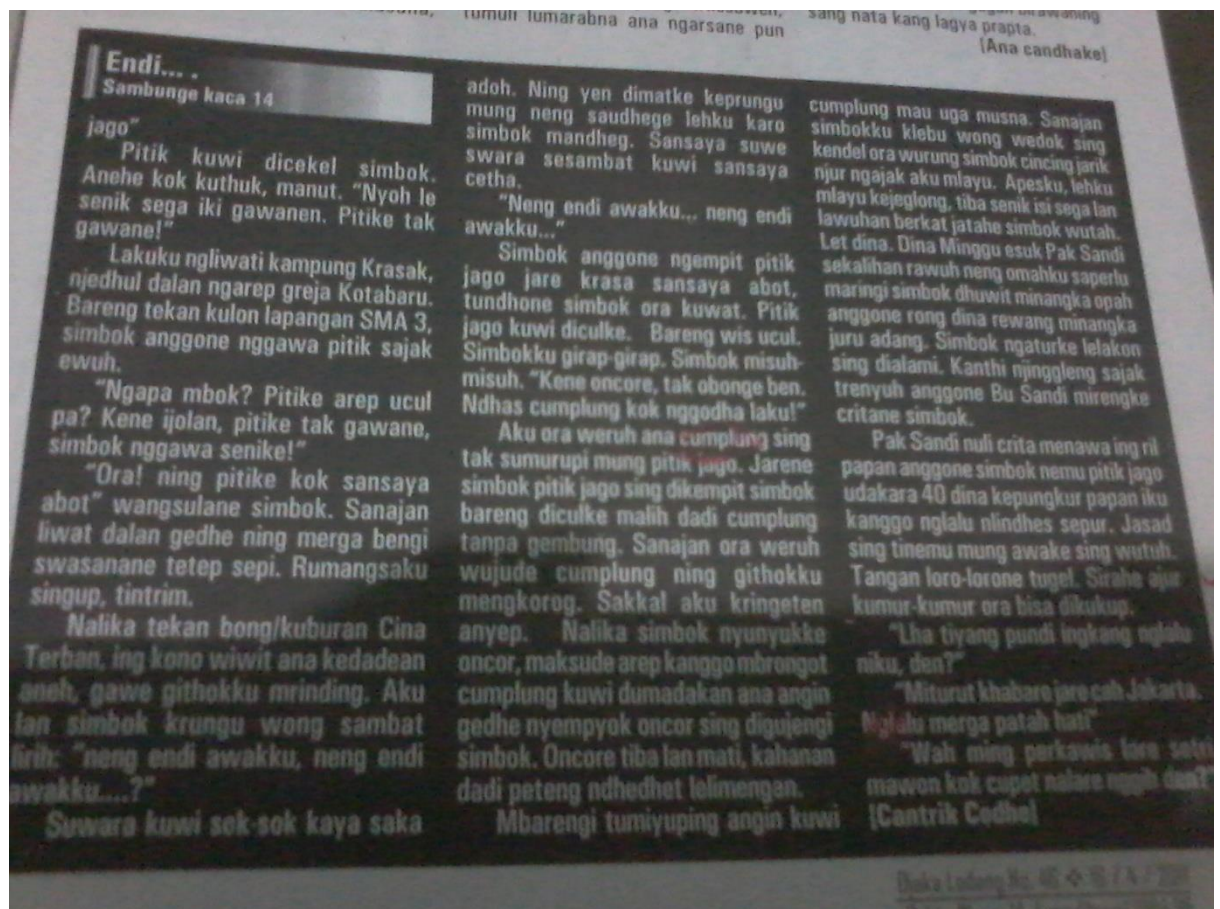 tumuli lumarabna ana ngarsane pun
sang nata kang lagya prapta.
[Ana candhake]
Endi... .
Sambunge kaca 14
jago"
Pitik kuwi dicekel simbok.
Anehe kok kuthuk, manut. "Nyoh le
senik sega iki gawanen. Pitike tak
gawane!"
Lakuku ngliwati kampung Krasak,
njedhul dalan ngarep greja Kotabaru.
Bareng tekan kulon lapangan SMA 3,
simbok anggone nggawa pitik sajak
ewuh.
"Ngapa mbok? Pitike arep ucul
pa? Kene ijolan, pitike tak gawane,
simbok nggawa senike!"
"Ora! ning pitike kok sansaya
abot" wangsulane simbok. Sanajan
liwat dalan gedhe ning merga bengi
swasanane tetep sepi. Rumangsaku
singup, tintrim.
Nalika tekan bong/kuburan Cina
Terban, ing kono wiwit ana kedadean
aneh, gawe githokku mrinding. Aku
lan simbok krungu wong sambat
lirih: "neng endi awakku, neng endi
awakku....?"
Suwara kuwi sok-sok kaya saka
adoh. Ning yen dimatke keprungu
mung neng saudhege lehku karo
simbok mandheg. Sansaya suwe
swara sesambat kuwi sansaya
cetha.
"Neng endi awakku... neng endi
awakku..."
Simbok anggone ngempit pitik
jago jare krasa sansaya abot,
tundhone simbok ora kuwat. Pitik
jago kuwi diculke. Bareng wis ucul.
Simbokku girap-girap. Simbok misuh-
misuh. "Kene oncore, tak obonge ben.
Ndhas cumplung kok nggodha laku!"
Aku ora weruh ana cumplung sing
tak sumurupi mung pitik jago. Jarene
simbok pitik jago sing dikempit simbok
bareng diculke malih dadi cumplung
tanpa gembung. Sanajan ora weruh
wujude cumplung ning githokku
mengkorog. Sakkal aku kringeten
anyep. Nalika simbok nyunyukke
oncor, maksude arep kanggo mbrongot
cumplung kuwi dumadakan ana angin
gedhe nyempyok oncor sing digujengi
simbok. Oncore tiba lan mati, kahanan
dadi peteng ndhedhet lelimengan.
Mbarengi tumiyuping angin kuwi
cumplung mau uga musna. Sanajan
simbokku klebu wong wedok sing
kendel ora wurung simbok cincing jarik
njur ngajak aku mlayu. Apesku, lehku
mlayu kejeglong, tiba senik isi sega lan
lawuhan berkat jatahe simbok wutah.
Let dina. Dina Minggu esuk Pak Sandi
sekalihan rawuh neng omahku saperlu
maringi simbok dhuwit minangka opah
anggone rong dina rewang minangka
juru adang. Simbok ngaturke lelakon
sing dialami. Kanthi njinggleng sajak
trenyuh anggone Bu Sandi mirengke
critane simbok.
Pak Sandi nuli crita menawa ing ril
papan anggone simbok nemu pitik jago
udakara 40 dina kepungkur papan iku
kanggo nglalu nlindhes sepur. Jasad
sing tinemu mung awake sing wutuh.
Tangan loro-lorone tugel. Sirahe ajur
kumur-kumur ora bisa dikukup.
"Lha tiyang pundi ingkang nglalu
niku, den?"
"Miturut khabare jare cah Jakarta.
Nglalu merga patah hati"
"Wah ming perkawis lare setri
mawon kok cupet nalare nggih den?"
[Cantrik Codhe]